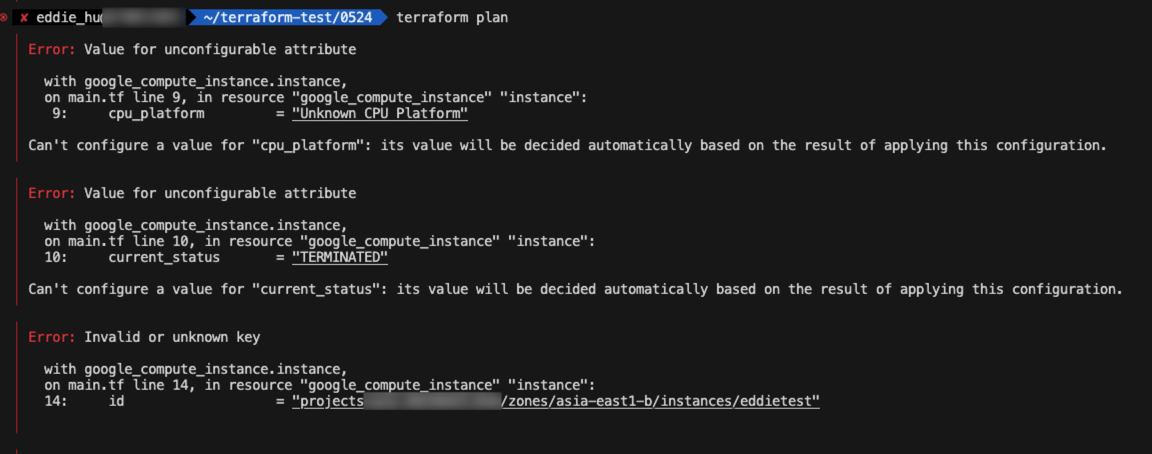 ✘ eddie_hu@ ~/terraform-test/0524 terraform plan
Error: Value for unconfigurable attribute
with google_compute_instance.instance,
on main.tf line 9, in resource "google_compute_instance" "instance":
9: cpu_platform = "Unknown CPU Platform"
Can't configure a value for "cpu_platform": its value will be decided automatically based on the result of applying this configuration.
Error: Value for unconfigurable attribute
with google_compute_instance.instance,
on main.tf line 10, in resource "google_compute_instance" "instance":
10: current_status = "TERMINATED"
Can't configure a value for "current_status": its value will be decided automatically based on the result of applying this configuration.
Error: Invalid or unknown key
with google_compute_instance.instance,
on main.tf line 14, in resource "google_compute_instance" "instance":
14: id = "projects /zones/asia-east1-b/instances/eddietest"